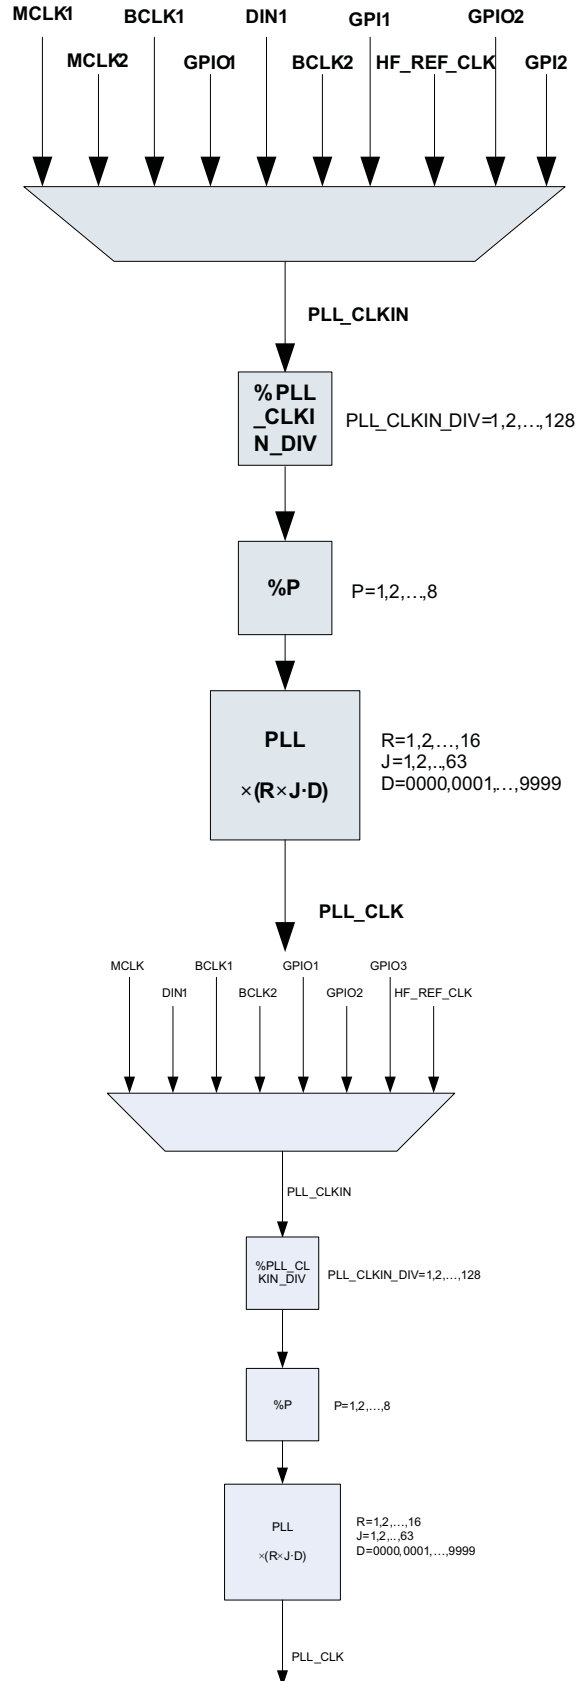 MCLK1 BCLK1 DIN1 GPI1 GPIO2
MCLK2 GPIO1 BCLK2 HF_REF_CLK GPI2
PLL_CLKIN
%PLL
_CLKI
N_DIV
PLL_CLKIN_DIV=1,2,…,128
%P
P=1,2,…,8
PLL
×(R×J·D)
R=1,2,…,16
J=1,2,..,63
D=0000,0001,…,9999
PLL_CLK
MCLK BCLK1 GPIO1 GPIO3
DIN1 BCLK2 GPIO2 HF_REF_CLK
PLL_CLKIN
%PLL_CL
KIN_DIV
PLL_CLKIN_DIV=1,2,…,128
%P
P=1,2,…,8
PLL
×(R×J·D)
R=1,2,…,16
J=1,2,..,63
D=0000,0001,…,9999
PLL_CLK